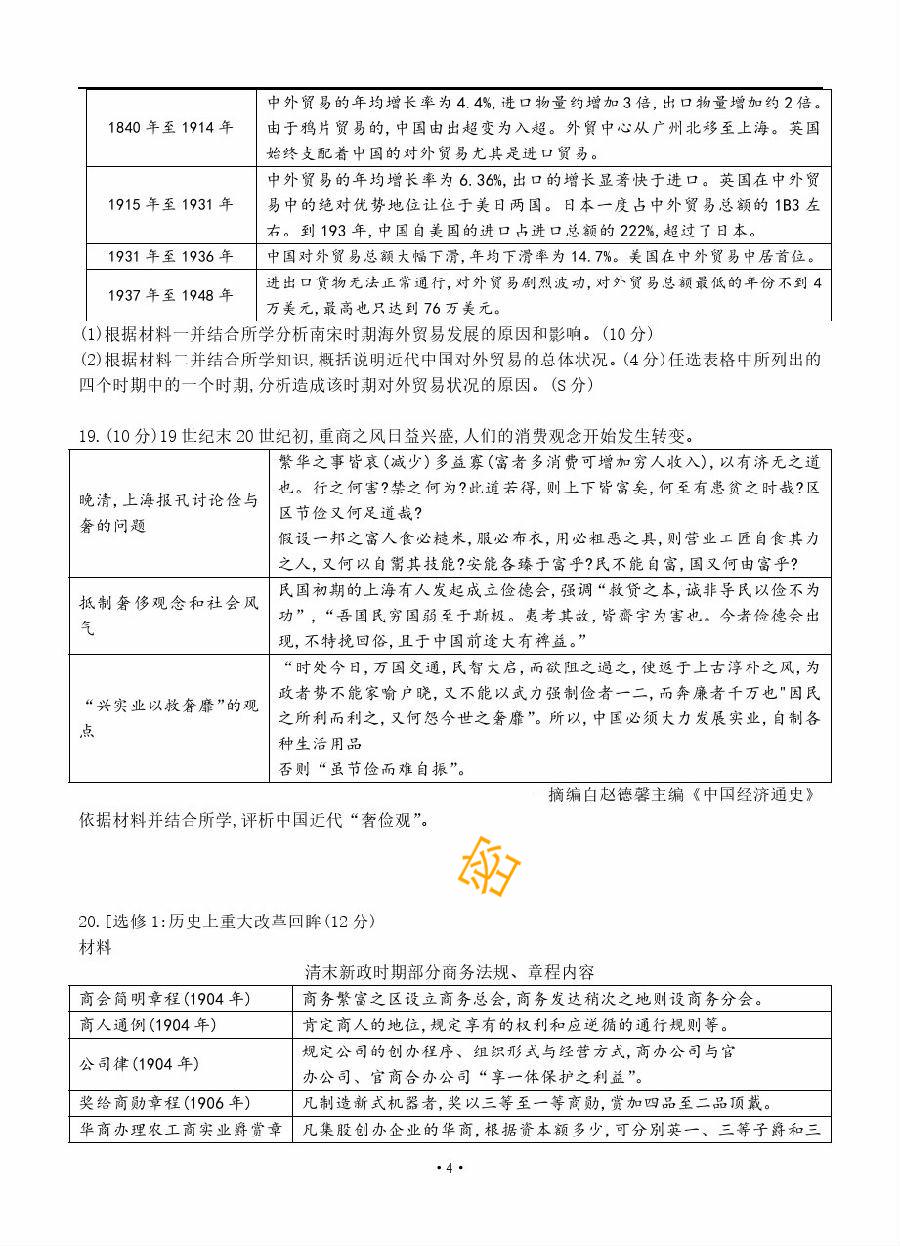 1840 年至 1914 年
中外贸易的年均增长率为 4.4%,进口物量约增加 3 倍,出口物量增加约 2 倍。
由于鸦片贸易的,中国由出超变为入超。外贸中心从广州北移至上海。英国
始终支配着中国的对外贸易尤其是进口贸易。
1915 年至 1931 年
中外贸易的年均增长率为 6.36%,出口的增长显著快于进口。英国在中外贸
易中的绝对优势地位让位于美日两国。日本一度占中外贸易总额的 1B3 左
右。到 193 年,中国自美国的进口占进口总额的 222%,超过了日本。
1931 年至 1936 年
中国对外贸易总额大幅下滑,年均下滑率为 14.7%。美国在中外贸易中居首位。
1937 年至 1948 年
进出口货物无法正常通行,对外贸易剧烈波动,对外贸易总额最低的年份不到 4
万美元,最高也只达到 76 万美元。
(1)根据材料一并结合所学分析南宋时期海外贸易发展的原因和影响。(10 分)
(2)根据材料二并结合所学知识,概括说明近代中国对外贸易的总体状况。(4 分)任选表格中所列出的
四个时期中的一个时期,分析造成该时期对外贸易状况的原因。(S 分)
19.(10 分)19 世纪末 20 世纪初,重商之风日益兴盛,人们的消费观念开始发生转变。
晚清,上海报刊讨论俭与
奢的问题
繁华之事皆哀(减少)多益寡(富者多消费可增加穷人收入),以有济无之道
也。行之何害?禁之何为?此道若得,则上下皆富矣,何至有患贫之时哉?区
区节俭又何足道哉?
假设一邦之富人食必糙米,服必布衣,用必粗恶之具,则营业工匠自食其力
之人,又何以自鬻其技能?安能各臻于富乎?民不能自富,国又何由富乎?
抵制奢侈观念和社会风
气
民国初期的上海有人发起成立俭德会,强调“救贷之本,诚非导民以俭不为
功”,“吾国民穷国弱至于斯极。夷考其故,皆奢字为害也。今者俭德会出
现,不特挽回俗,且于中国前途大有裨益。”
“兴实业以救奢靡”的观
点
“时处今日,万国交通,民智大启,而欲阻之遏之,使返于上古淳朴之风,为
政者势不能家喻户晓,又不能以武力强制俭者一二,而奔廉者千万也"因民
之所利而利之,又何怨今世之奢靡”。所以,中国必须大力发展实业,自制各
种生活用品
否则“虽节俭而难自振”。
摘编自赵德馨主编《中国经济通史》
依据材料并结合所学,评析中国近代“奢俭观”。
20.[选修 1:历史上重大改革回眸(12 分)
材料
清末新政时期部分商务法规、章程内容
商会简明章程(1904 年)
商务繁富之区设立商务总会,商务发达稍次之地则设商务分会。
商人通例(1904 年)
肯定商人的地位,规定享有的权利和应逆循的通行规则等。
公司律(1904 年)
规定公司的创办程序、组织形式与经营方式,商办公司与官
办公司、官商合办公司“享一体保护之利益”。
奖给商勋章程(1906 年)
凡制造新式机器者,奖以三等至一等商勋,赏加四品至二品顶戴。
华商办理农工商实业爵赏章
凡集股创办企业的华商,根据资本额多少,可分别英一、三等子爵和三
·4·